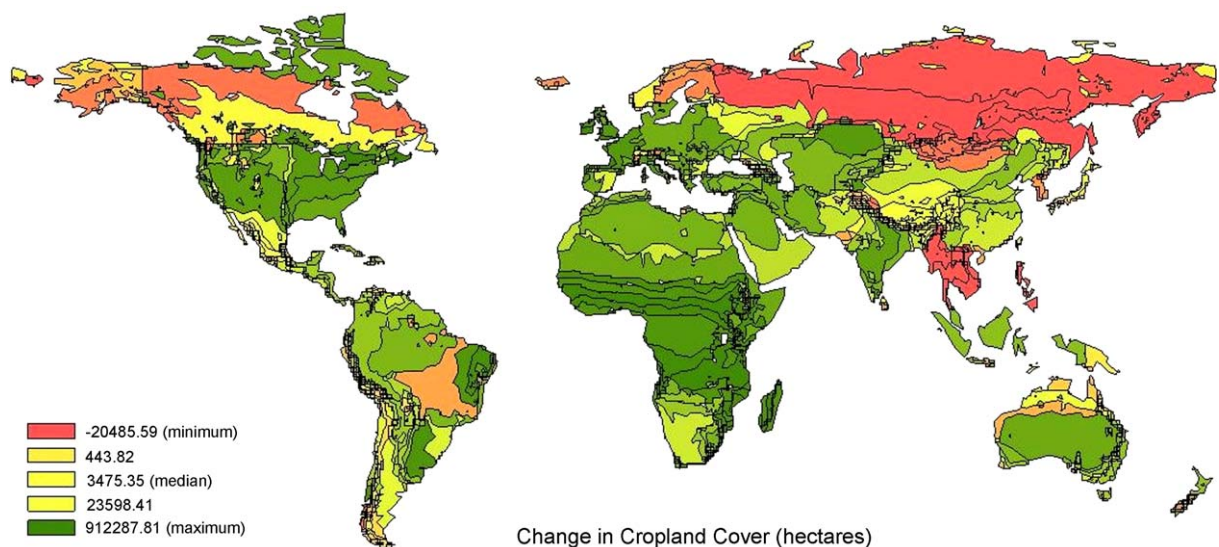 -20485.59 (minimum)
443.82
3475.35 (median)
23598.41
912287.81 (maximum)
Change in Cropland Cover (hectares)